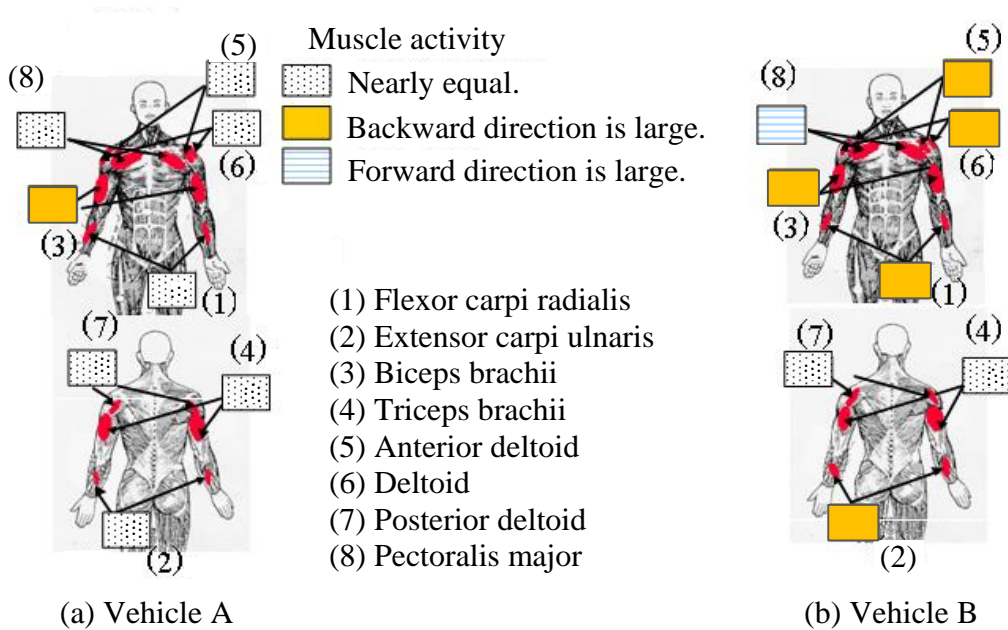 (5)
(8)
(6)
(3)
(1)
(7)
(4)
(2)
(a) Vehicle A
Muscle activity
Nearly equal.
Backward direction is large.
Forward direction is large.
(1) Flexor carpi radialis
(2) Extensor carpi ulnaris
(3) Biceps brachii
(4) Triceps brachii
(5) Anterior deltoid
(6) Deltoid
(7) Posterior deltoid
(8) Pectoralis major
(5)
(8)
(6)
(3)
(1)
(7)
(4)
(2)
(b) Vehicle B